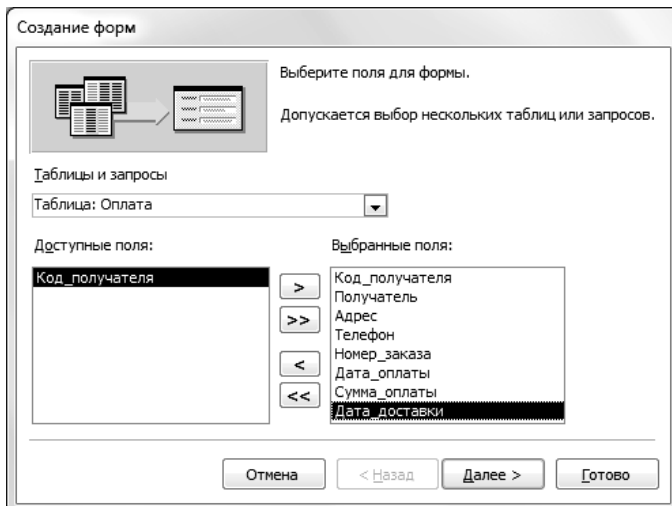 Создание форм
Выберите поля для формы.
Допускается выбор нескольких таблиц или запросов.
Таблицы и запросы
Таблица: Оплата
Доступные поля:
Выбранные поля:
Код_получателя
>
>>
<
<<
Код_получателя
Получатель
Адрес
Телефон
Номер_заказа
Дата_оплаты
Сумма_оплаты
Дата_доставки
Отмена
< Назад
Далее >
Готово